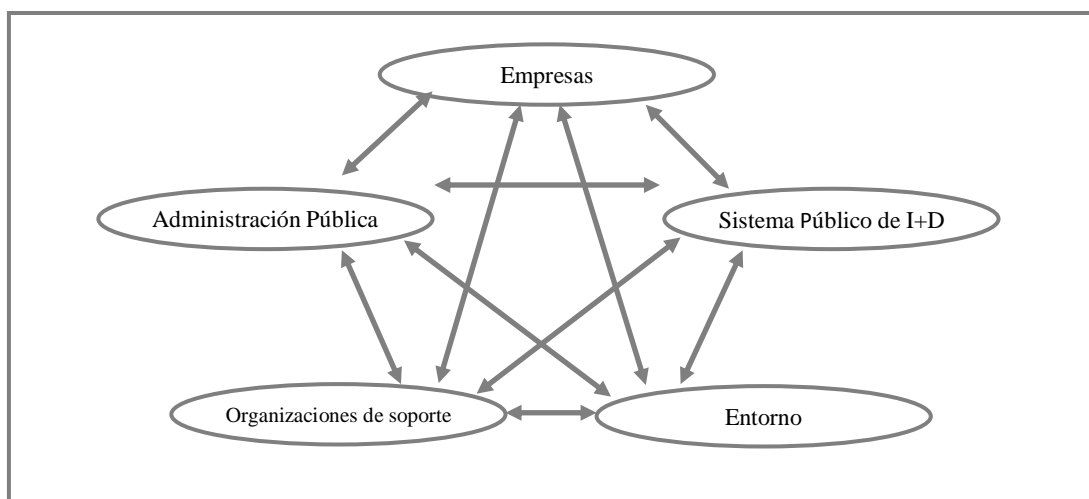 Empresas
Administración Pública
Sistema Público de I+D
Organizaciones de soporte
Entorno